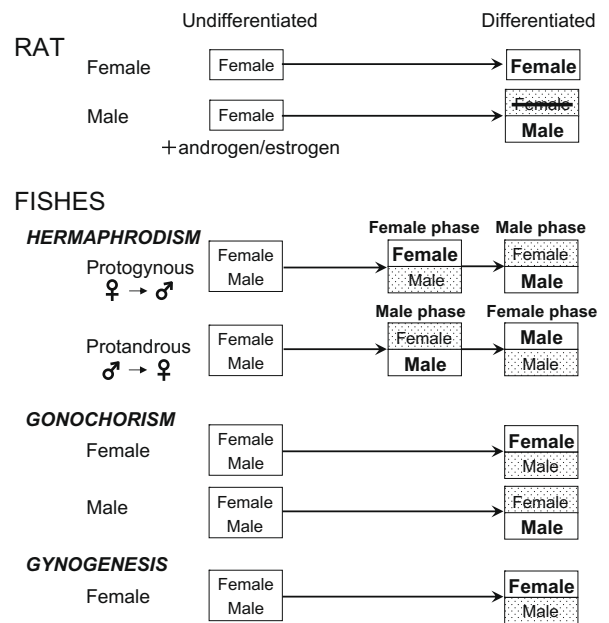 Undifferentiated Differentiated
RAT
Female Female Female
Male Female Female
Male
+androgen/estrogen
FISHES
HERMAPHRODISM Female phase Male phase
Protogynous Female Female Female
♀ → ♂ Male Male Male
Male phase Female phase
Protandrous Female Female Male
♂ → ♀ Male Male Male
GONOCHORISM
Female Female Female
Male Male
Male Female Female
Male Male
GYNOGENESIS
Female Female Female
Male Male